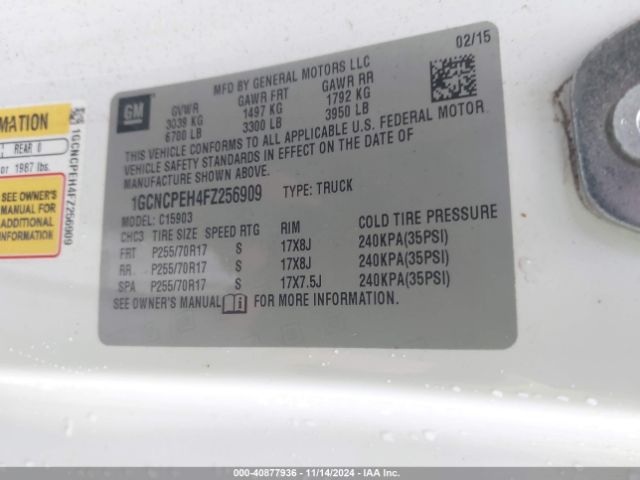 02/15
GM
MFD BY GENERAL MOTORS LLC
GVWR GAWR FRT GAWR RR
3039 KG 1497 KG 1792 KG
6700 LB 3300 LB 3950 LB
THIS VEHICLE CONFORMS TO ALL APPLICABLE U.S. FEDERAL MOTOR
VEHICLE SAFETY STANDARDS IN EFFECT ON THE DATE OF
MANUFACTURE SHOWN ABOVE.
1GCNCPEH4FZ256909 TYPE: TRUCK
MODEL: C15903
CHC3 TIRE SIZE SPEED RTG RIM COLD TIRE PRESSURE
FRT P255/70R17 S 17X8J 240KPA(35PSI)
RR P255/70R17 S 17X8J 240KPA(35PSI)
SPA P255/70R17 S 17X7.5J 240KPA(35PSI)
SEE OWNER'S MANUAL FOR MORE INFORMATION.
REAR 0
or 1987 lbs.
SEE OWNER'S
MANUAL FOR
ADDITIONAL
INFORMATION
1GCNCPEH4FZ256909
© 40877936 - 11/14/2024 - IAA, Inc.